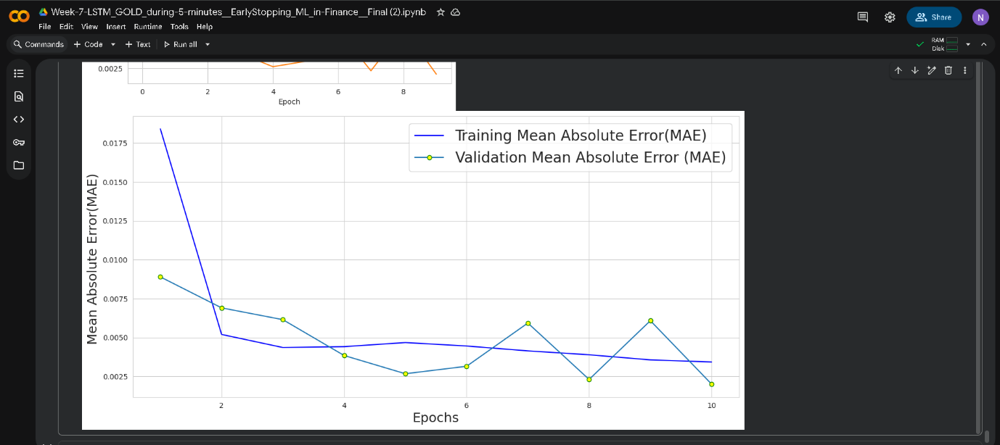 Week-7-LSTM_GOLD_during-5-minutes__EarlyStopping_ML_in-Finance__Final (2).ipynb
Share
N
File Edit View Insert Runtime Tools Help
Commands + Code + Text Run all
RAM
Disk
0.0025
0 2 4 6 8
Epoch
Training Mean Absolute Error(MAE)
Validation Mean Absolute Error (MAE)
Mean Absolute Error(MAE)
0.0175
0.0150
0.0125
0.0100
0.0075
0.0050
0.0025
2 4 6 8 10
Epochs